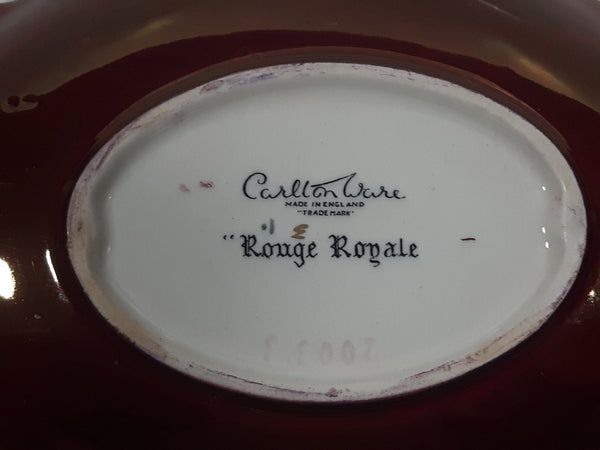 Carlton Ware
MADE IN ENGLAND
"TRADE MARK"
"Rouge Royale